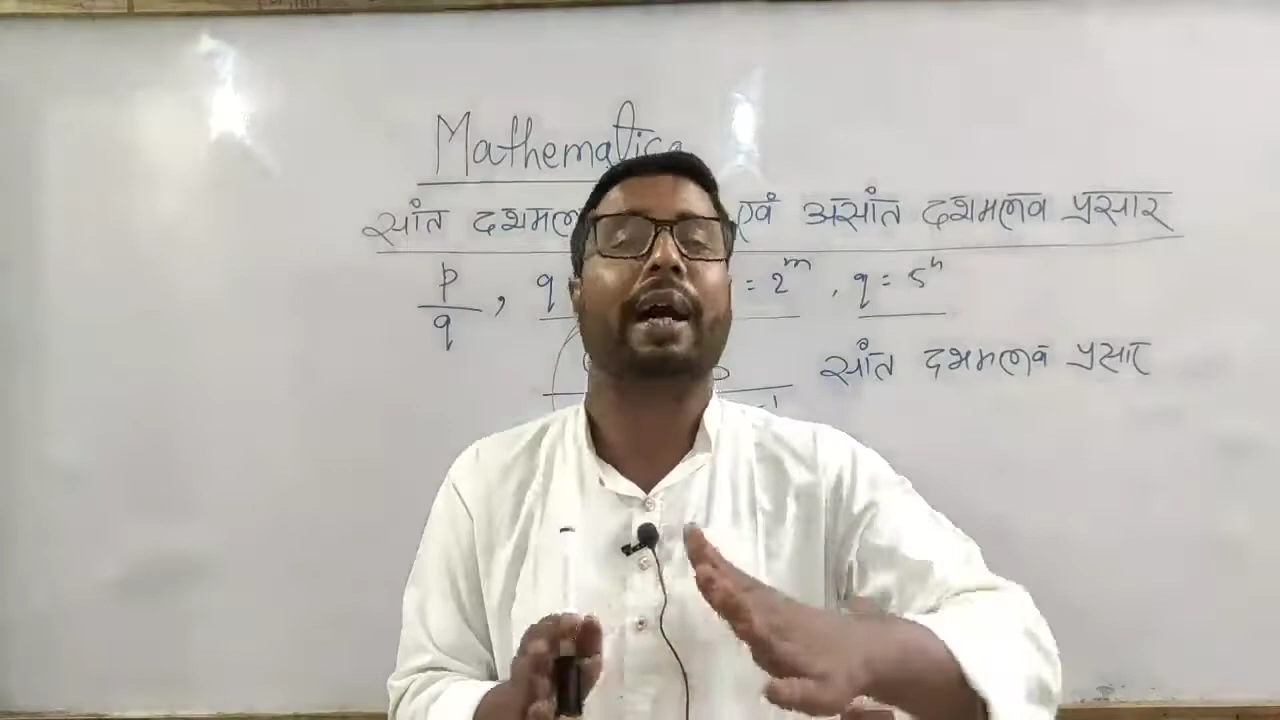 Mathematics
सांत दशमलव एवं असांत दशमलव प्रसार
p/q , q = 2^m , q = 5^n
सांत दशमलव प्रसार